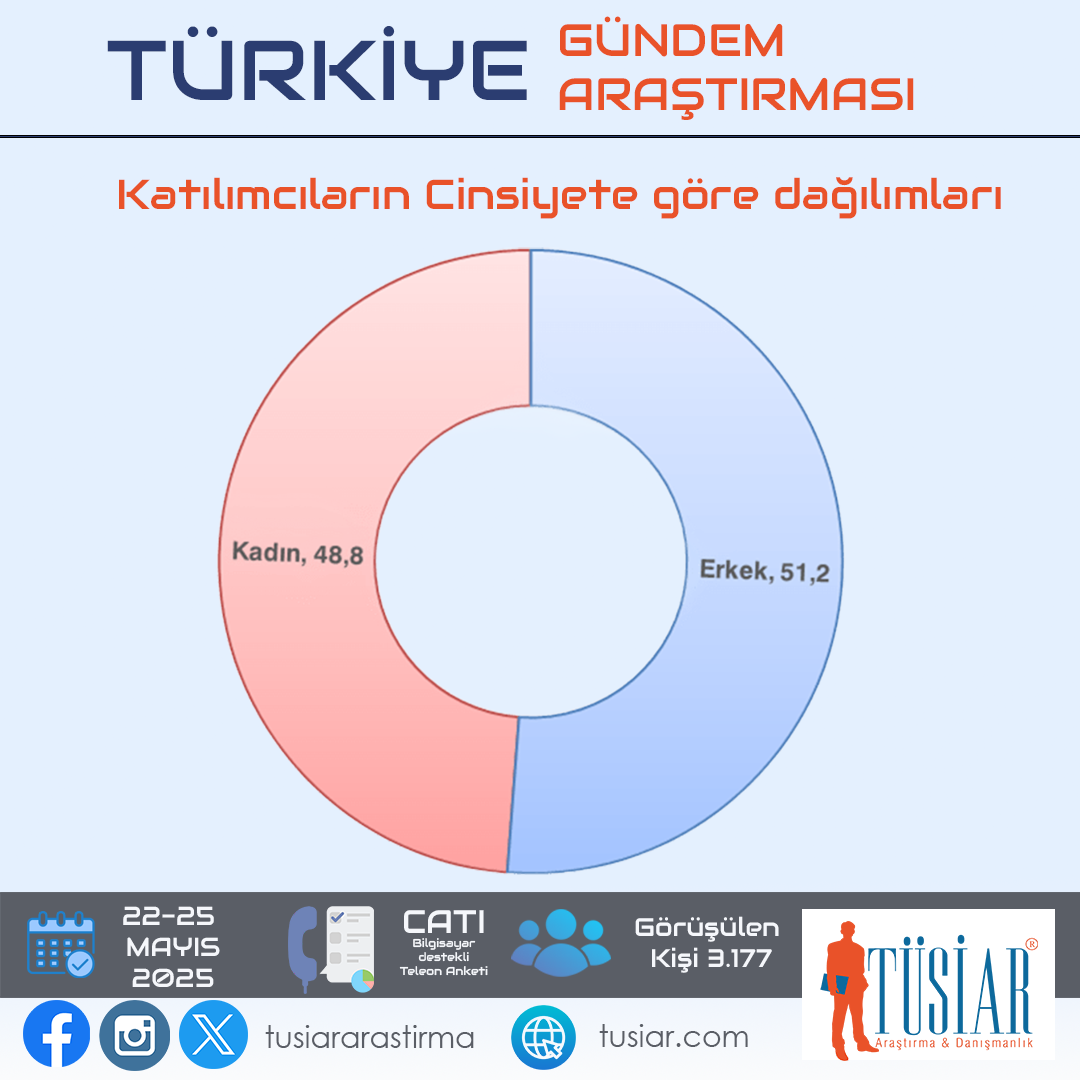 TÜRKİYE
GÜNDEM
ARAŞTIRMASI
Katılımcıların Cinsiyete göre dağılımları
Kadın, 48,8
Erkek, 51,2
22-25
MAYIS
2025
CATI
Bilgisayar
destekli
Teleon Anketi
Görüşülen
Kişi 3.177
TÜSİAR®
Araştırma & Danışmanlık
tusiararastirma
tusiar.com